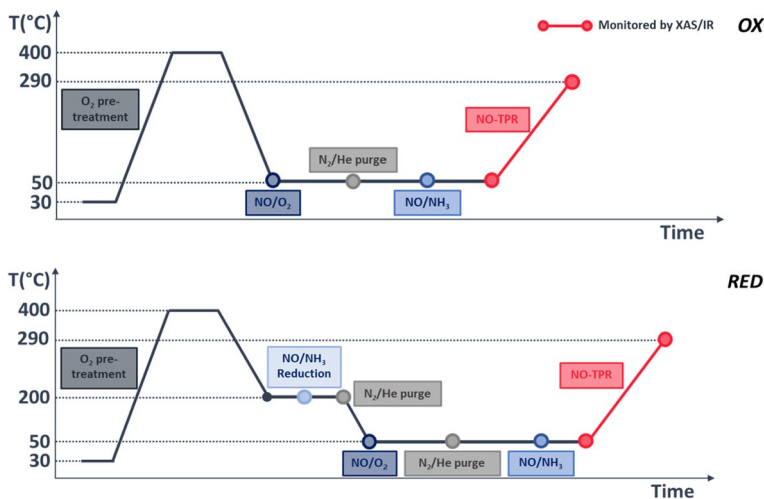 T(°C)
Monitored by XAS/IR
OX
400
290
O₂ pre-
treatment
NO-TPR
N₂/He purge
50
30
NO/O₂
NO/NH₃
Time
T(°C)
RED
400
290
O₂ pre-
treatment
NO/NH₃
Reduction
NO-TPR
200
N₂/He purge
50
30
NO/O₂
N₂/He purge
NO/NH₃
Time